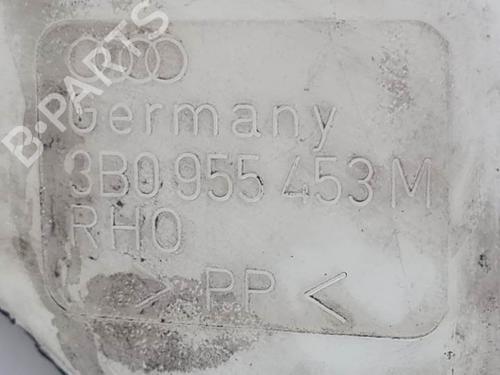 B-PARTS
Germany
3B0 955 453 M
RHO
> PP <